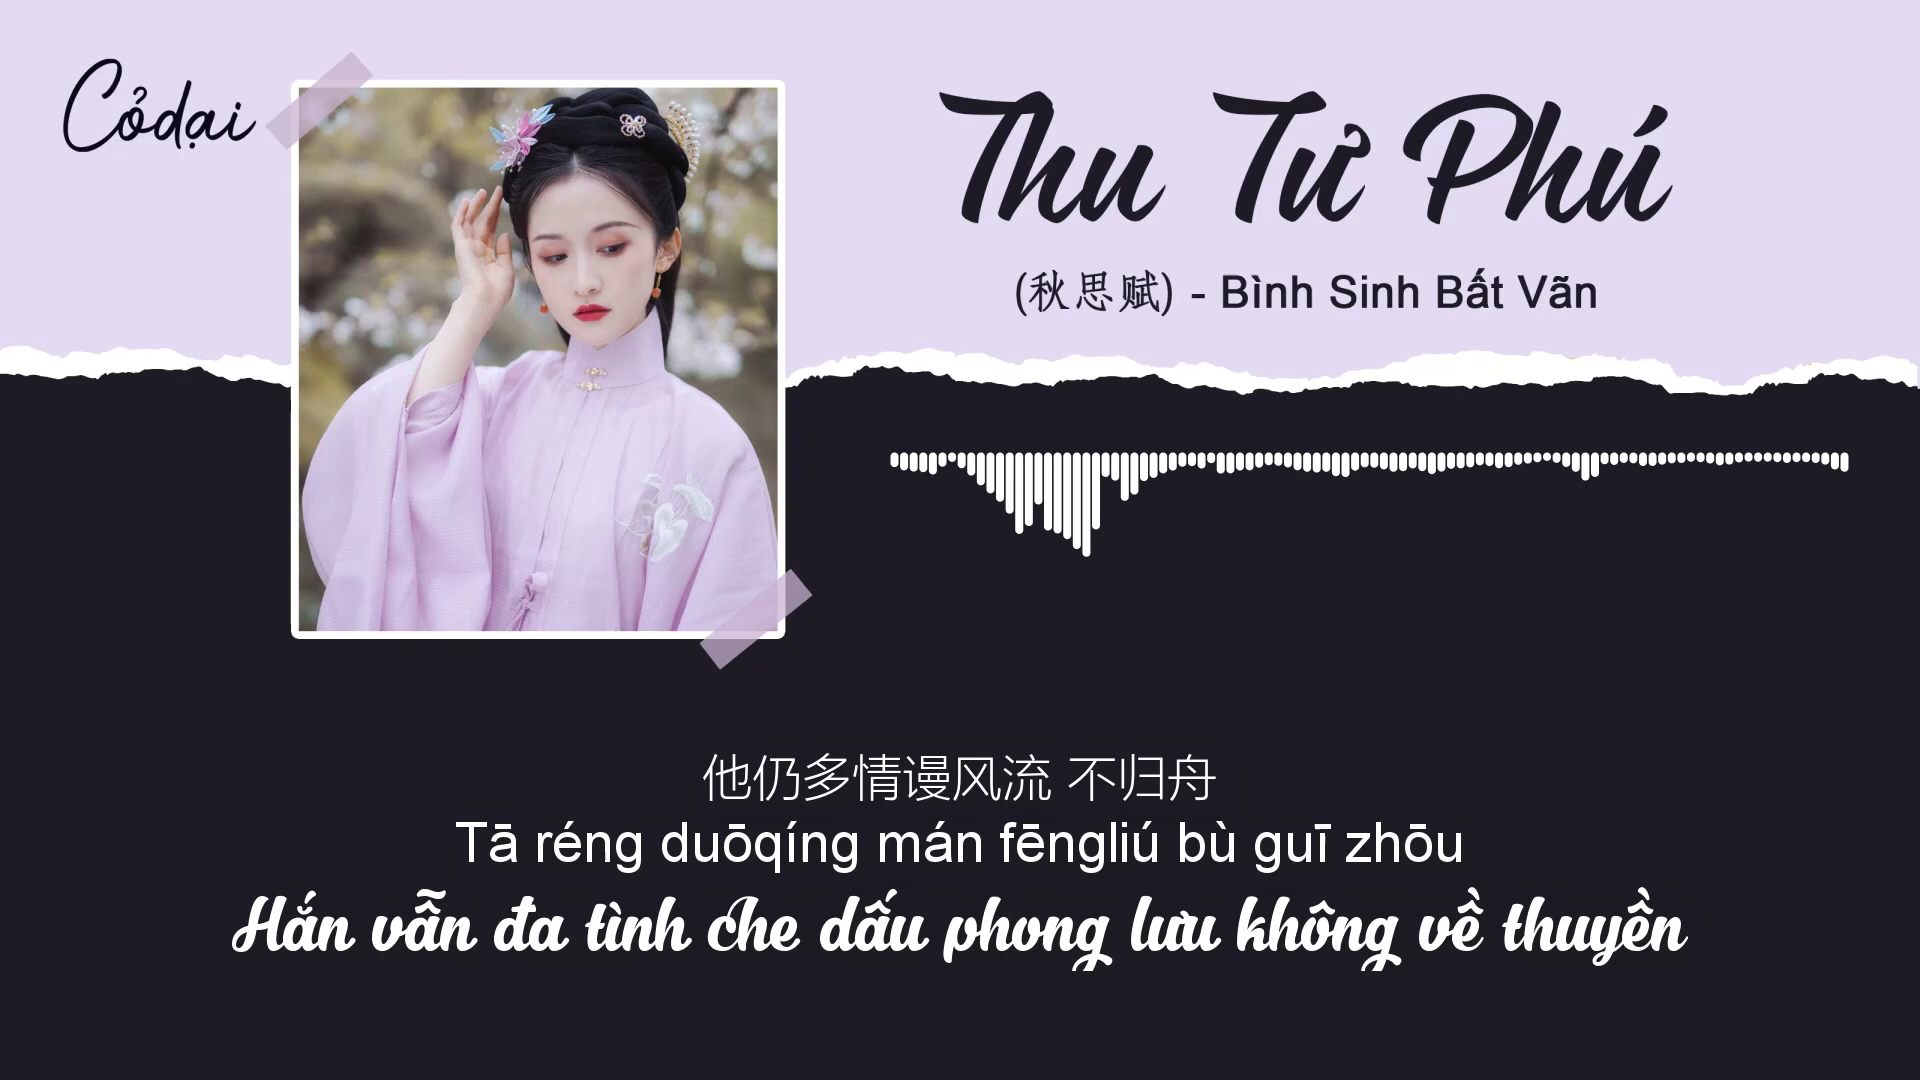 Cỏdại
Thu Tư Phú
(秋思赋) - Bình Sinh Bất Vãn
他仍多情谩风流 不归舟
Tā réng duōqíng mán fēngliú bù guī zhōu
Hắn vẫn đa tình che dấu phong lưu không về thuyền